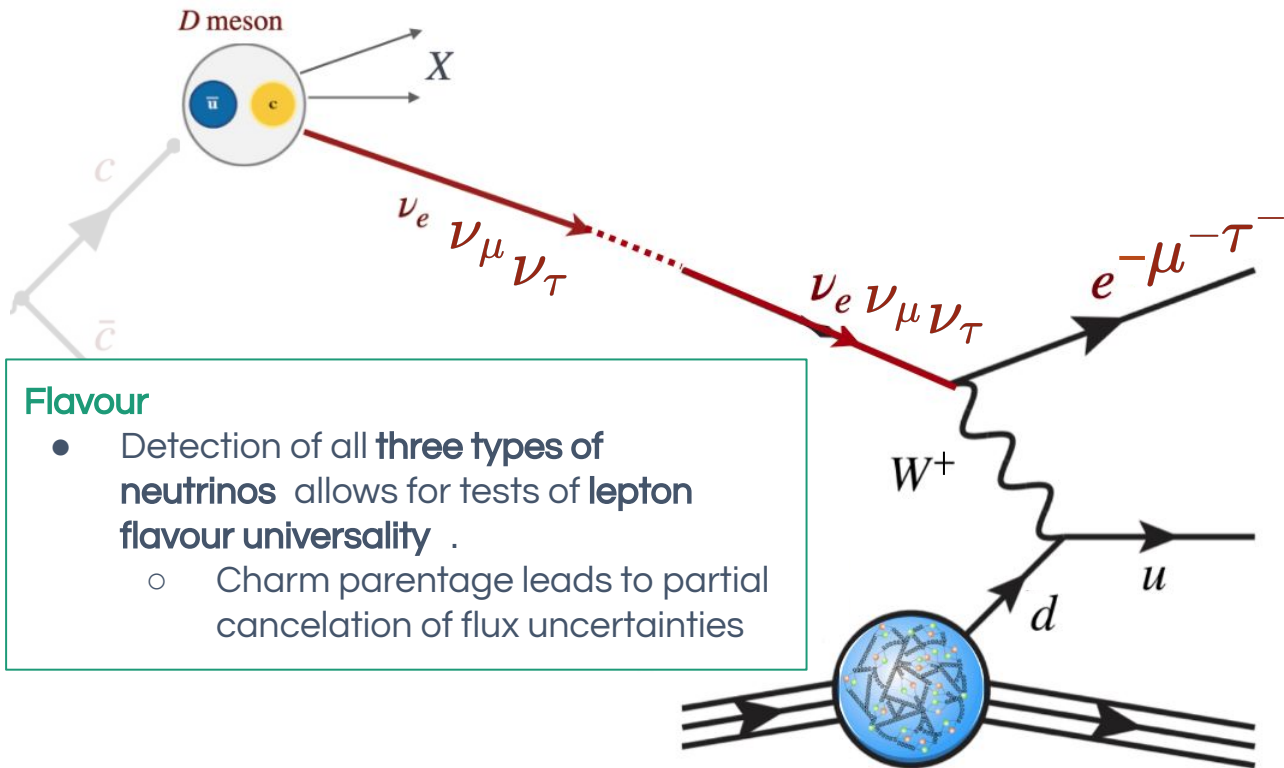 D meson
X
ū c
c
ν_e ν_μ ν_τ
ν_e ν_μ ν_τ
e⁻ μ⁻ τ⁻
c̄
Flavour
● Detection of all three types of
neutrinos allows for tests of lepton
flavour universality .
○ Charm parentage leads to partial
cancelation of flux uncertainties
W⁺
u
d